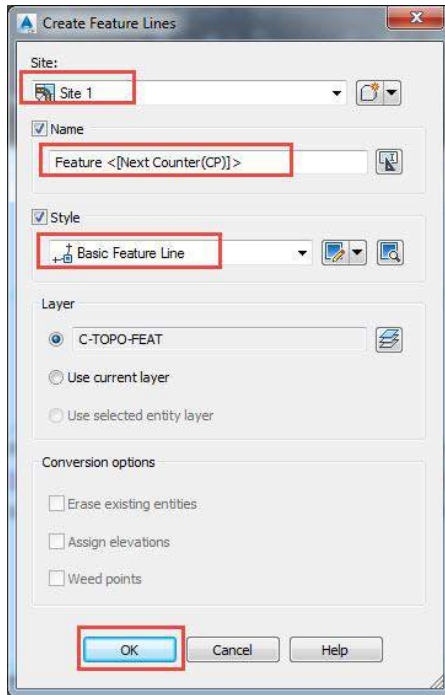 Create Feature Lines
Site:
Site 1
Name
Feature <[Next Counter(CP)]>
Style
Basic Feature Line
Layer
C-TOPO-FEAT
Use current layer
Use selected entity layer
Conversion options
Erase existing entities
Assign elevations
Weed points
OK Cancel Help